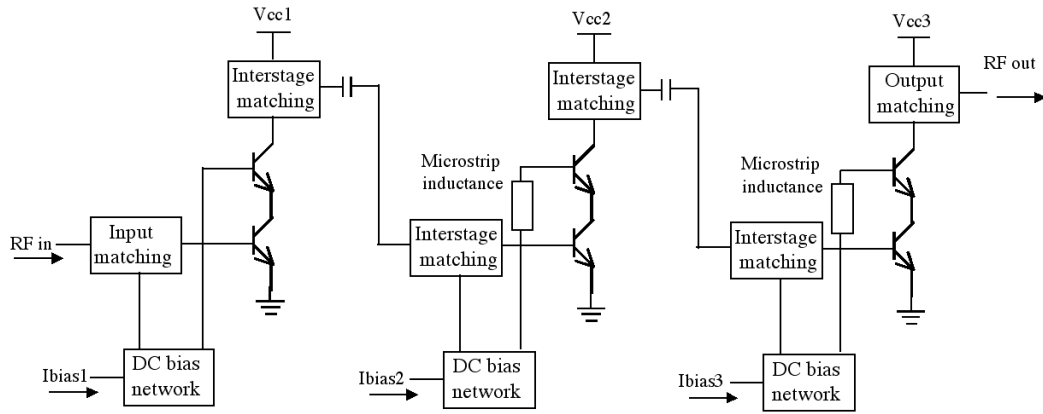 Vcc1
Vcc2
Vcc3
Interstage
matching
Interstage
matching
Output
matching
RF out
Microstrip
inductance
Microstrip
inductance
RF in
Input
matching
Interstage
matching
Interstage
matching
Ibias1
DC bias
network
Ibias2
DC bias
network
Ibias3
DC bias
network